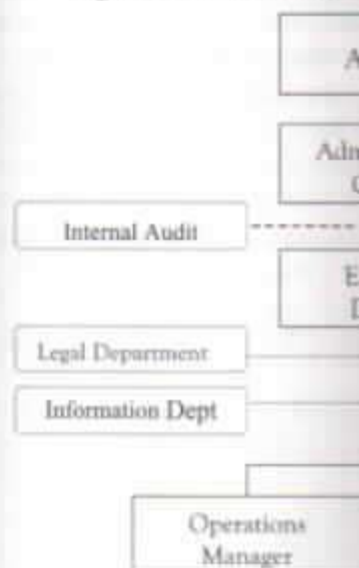 Internal Audit
Legal Department
Information Dept
Operations
Manager